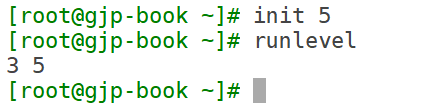 [root@gjp-book ~]# init 5
[root@gjp-book ~]# runlevel
3 5
[root@gjp-book ~]#